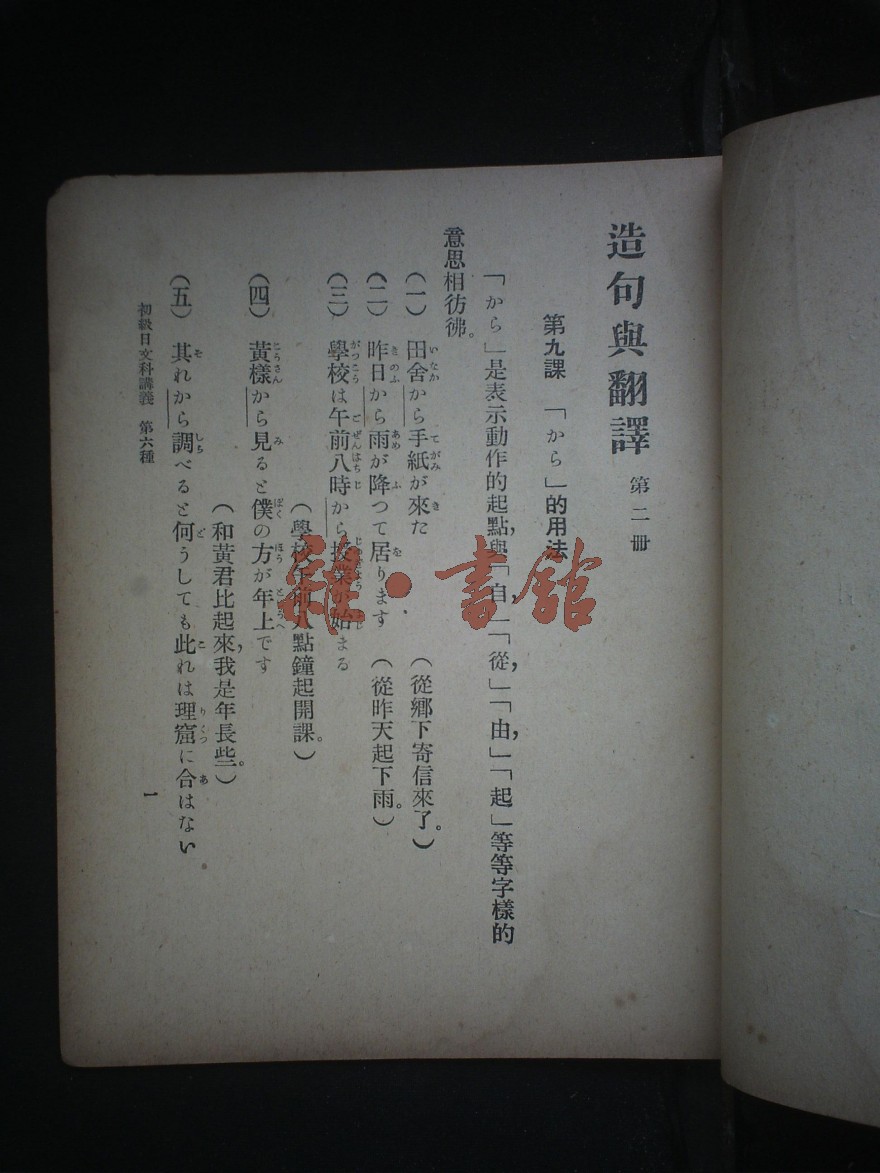 造句與翻譯 第二冊
第九課 「から」的用法
「から」是表示動作的起點，與「自，」「從，」「由，」「起」等等字樣的
意思相彷彿。
(一) 田舍から手紙が來た (從鄉下寄信來了。)
(二) 昨日から雨が降つて居ります (從昨天起下雨。)
(三) 學校は午前八時から授業が始まる
(學校午前八點鐘起開課。)
(四) 黃樣から見ると僕の方が年上です
(和黃君比起來，我是年長些。)
(五) 其れから調べると何うしても此れは理窟に合はない
初級日文科講義 第六種
一
雜·書館